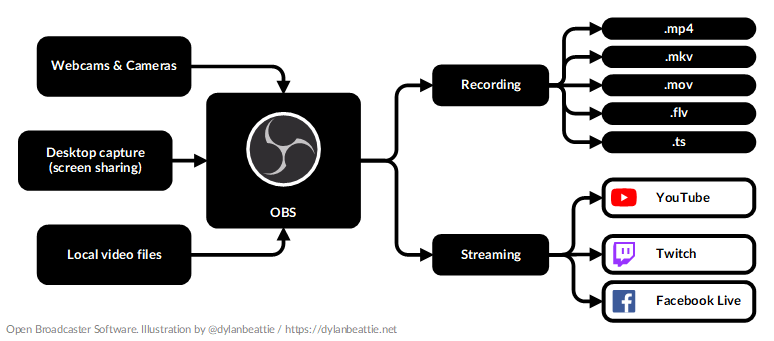 Webcams & Cameras
Desktop capture
(screen sharing)
Local video files
OBS
Recording
.mp4
.mkv
.mov
.flv
.ts
Streaming
YouTube
Twitch
Facebook Live
Open Broadcaster Software. Illustration by @dylanbeattie / https://dylanbeattie.net